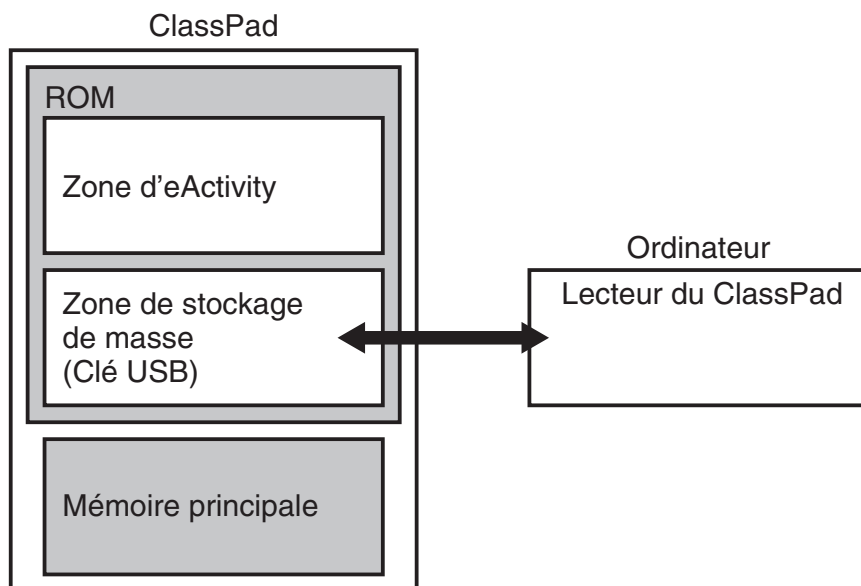 ClassPad
ROM
Zone d'eActivity
Zone de stockage
de masse
(Clé USB)
Mémoire principale
Ordinateur
Lecteur du ClassPad